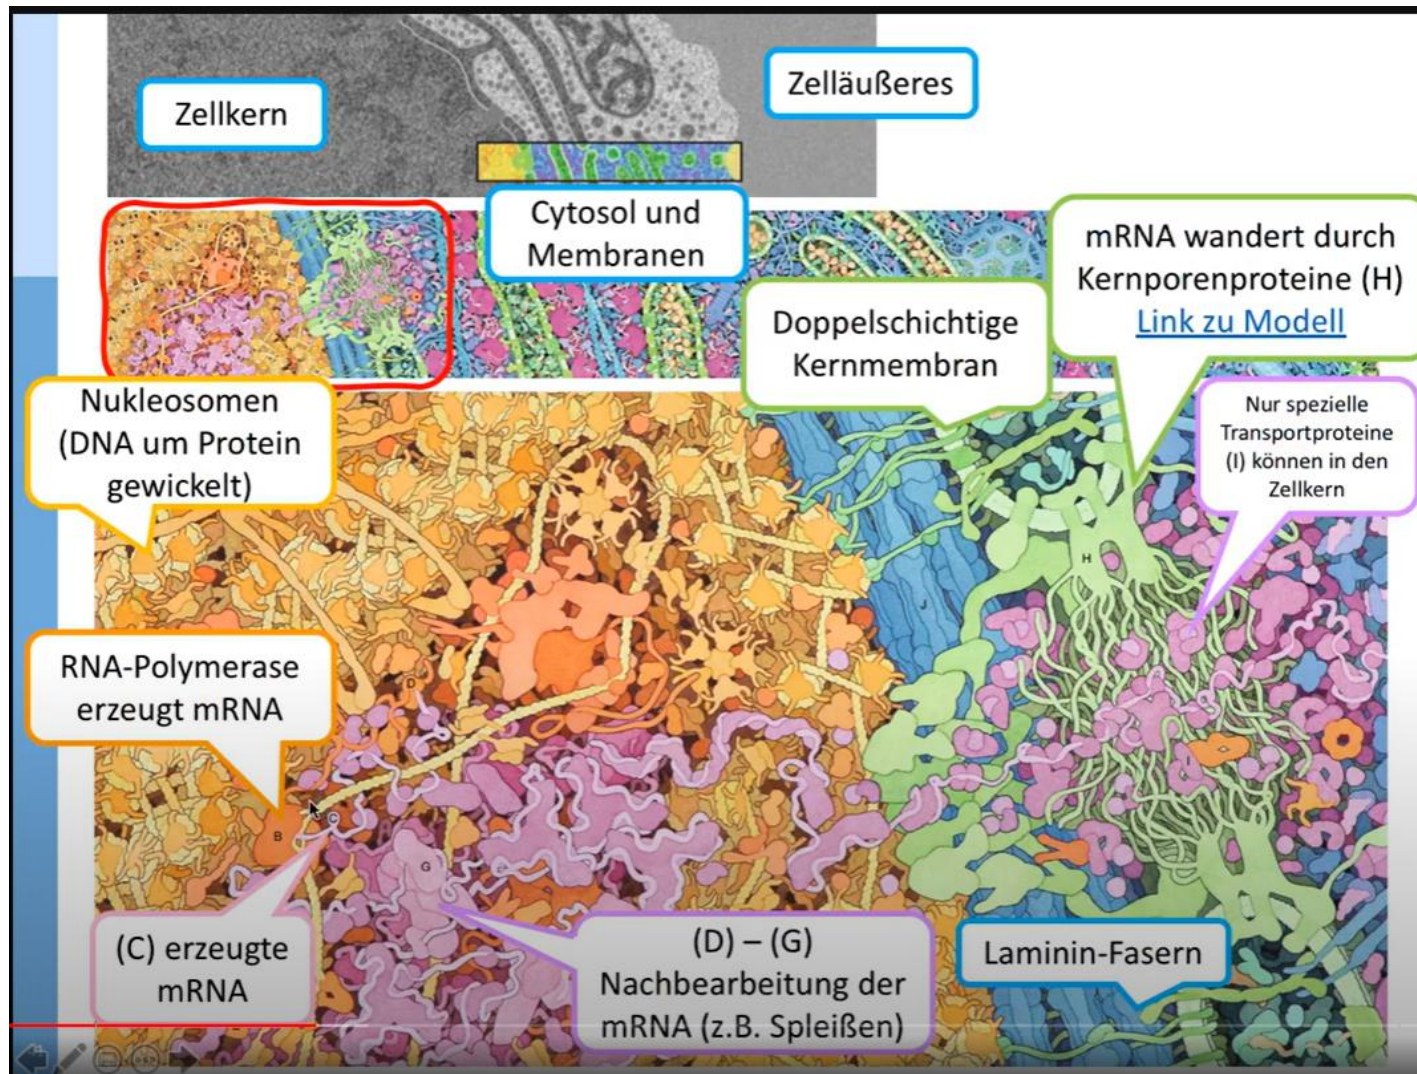 Zellkern
Zelläußeres
Cytosol und
Membranen
mRNA wandert durch
Kernporenproteine (H)
Link zu Modell
Doppelschichtige
Kernmembran
Nur spezielle
Transportproteine
(I) können in den
Zellkern
Nukleosomen
(DNA um Protein
gewickelt)
H
J
RNA-Polymerase
erzeugt mRNA
D
I
B
C
G
(C) erzeugte
mRNA
(D) – (G)
Nachbearbeitung der
mRNA (z.B. Spleißen)
Laminin-Fasern